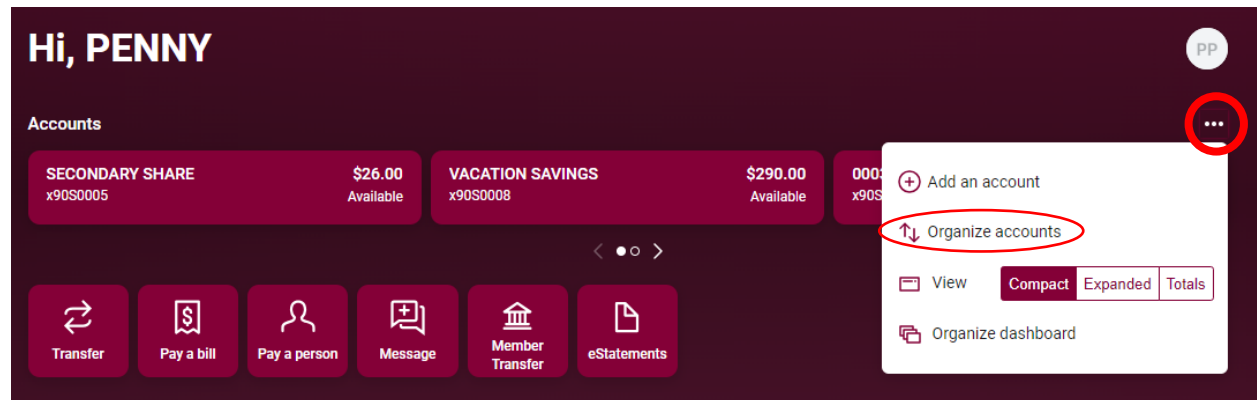 Hi, PENNY
PP
Accounts
SECONDARY SHARE $26.00
x90S0005 Available
VACATION SAVINGS $290.00
x90S0008 Available
Add an account
Organize accounts
View Compact Expanded Totals
Organize dashboard
Transfer
Pay a bill
Pay a person
Message
Member
Transfer
eStatements